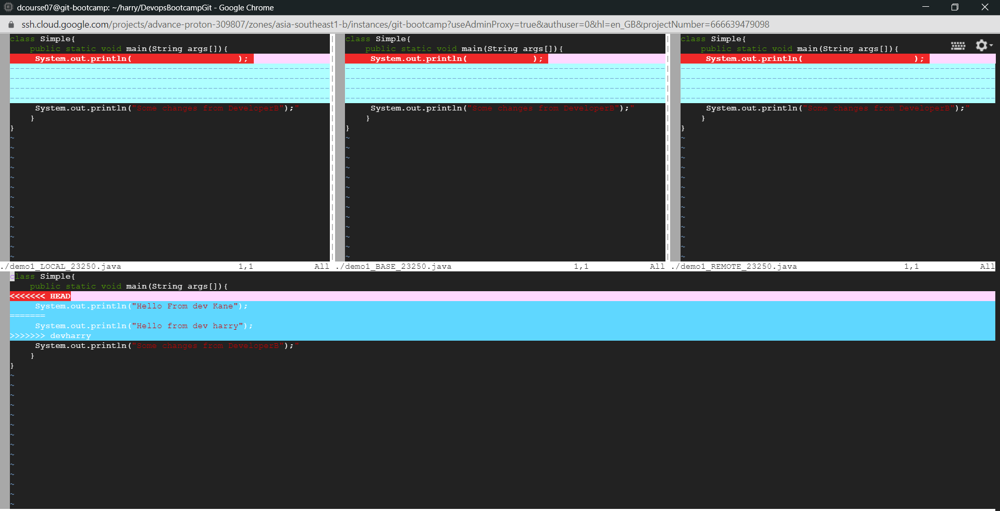 dcourse07@git-bootcamp: ~/harry/DevopsBootcampGit - Google Chrome
ssh.cloud.google.com/projects/advance-proton-309807/zones/asia-southeast1-b/instances/git-bootcamp?useAdminProxy=true&authuser=0&hl=en_GB&projectNumber=666639479098
class Simple{
    public static void main(String args[]){
     System.out.println(                     );
     System.out.println("Some changes from DeveloperB");"
    }
}
~
~
~
~
~
~
~
~
~
~
~
~
~
./demo1_LOCAL_23250.java 1,1 All
class Simple{
    public static void main(String args[]){
     System.out.println(             );
     System.out.println("Some changes from DeveloperB");"
    }
}
~
~
~
~
~
~
~
~
~
~
~
~
~
./demo1_BASE_23250.java 1,1 All
class Simple{
    public static void main(String args[]){
     System.out.println(                      );
     System.out.println("Some changes from DeveloperB");"
    }
}
~
~
~
~
~
~
~
~
~
~
~
~
~
./demo1_REMOTE_23250.java 1,1 All
class Simple{
    public static void main(String args[]){
<<<<<<< HEAD
     System.out.println("Hello From dev Kane");
=======
     System.out.println("Hello from dev harry");
>>>>>>> devharry
     System.out.println("Some changes from DeveloperB");"
    }
}
~
~
~
~
~
~
~
~
~
~
~
~
~
~